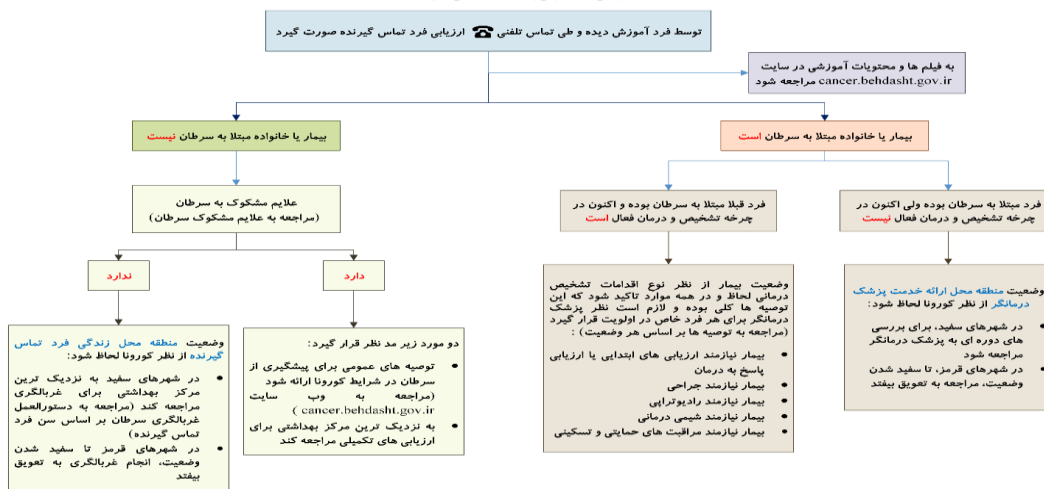 توسط فرد آموزش دیده و طی تماس تلفنی ☎ ارزیابی فرد تماس گیرنده صورت گیرد
به فیلم ها و محتویات آموزشی در سایت
cancer.behdasht.gov.ir مراجعه شود
بیمار یا خانواده مبتلا به سرطان است
بیمار یا خانواده مبتلا به سرطان نیست
فرد مبتلا به سرطان بوده ولی اکنون در
چرخه تشخیص و درمان فعال نیست
فرد قبلا مبتلا به سرطان بوده و اکنون در
چرخه تشخیص و درمان فعال است
علایم مشکوک به سرطان
(مراجعه به علایم مشکوک سرطان)
دارد
ندارد
وضعیت منطقه محل ارائه خدمت پزشک
درمانگر از نظر کورونا لحاظ شود:
در شهرهای سفید، برای بررسی
های دوره ای به پزشک درمانگر
مراجعه شود
در شهرهای قرمز، تا سفید شدن
وضعیت، مراجعه به تعویق بیفتد
وضعیت بیمار از نظر نوع اقدامات تشخیص
درمانی لحاظ و در همه موارد تاکید شود که این
توصیه ها کلی بوده و لازم است نظر پزشک
درمانگر برای هر فرد خاص در اولویت قرار گیرد
(مراجعه به توصیه ها بر اساس هر وضعیت) :
بیمار نیازمند ارزیابی های ابتدایی یا ارزیابی
پاسخ به درمان
بیمار نیازمند جراحی
بیمار نیازمند رادیوتراپی
بیمار نیازمند شیمی درمانی
بیمار نیازمند مراقبت های حمایتی و تسکینی
دو مورد زیر مد نظر قرار گیرد:
توصیه های عمومی برای پیشگیری از
سرطان در شرایط کورونا ارائه شود
(مراجعه به وب سایت
cancer.behdasht.gov.ir )
به نزدیک ترین مرکز بهداشتی برای
ارزیابی های تکمیلی مراجعه کند
وضعیت منطقه محل زندگی فرد تماس
گیرنده از نظر کورونا لحاظ شود:
در شهرهای سفید به نزدیک ترین
مرکز بهداشتی برای غربالگری
مراجعه کند (مراجعه به دستورالعمل
غربالگری سرطان بر اساس سن فرد
تماس گیرنده)
در شهرهای قرمز تا سفید شدن
وضعیت، انجام غربالگری به تعویق
بیفتد